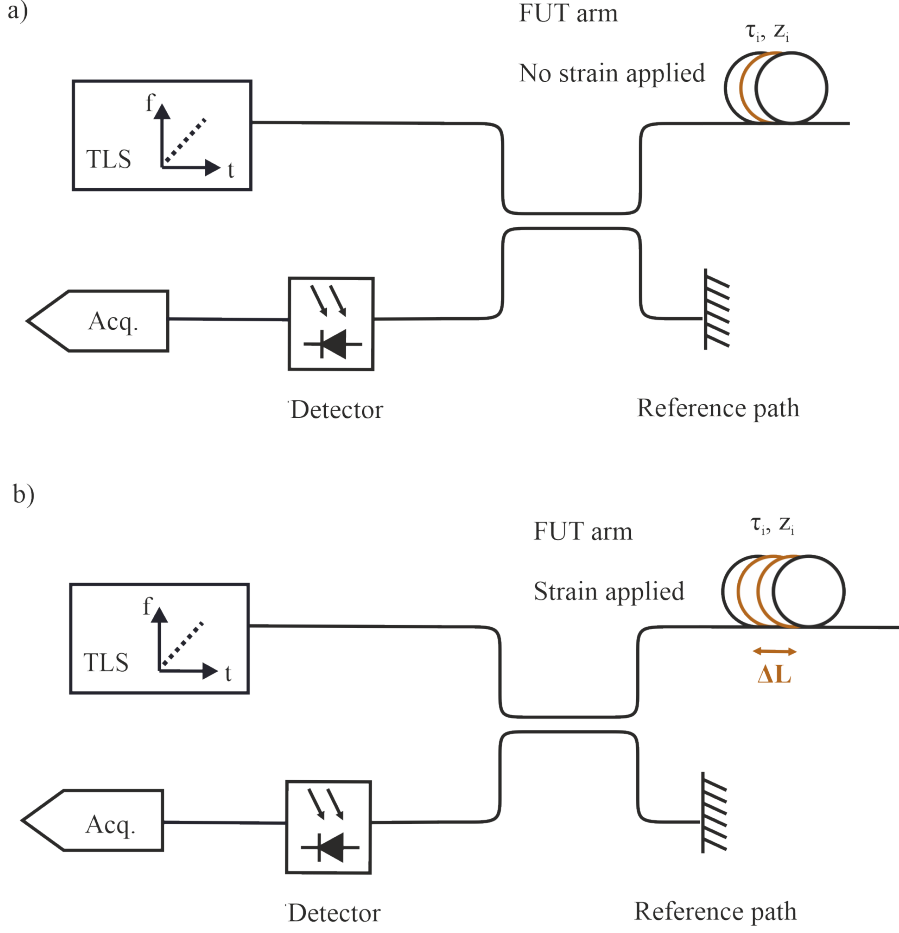 a)
FUT arm
τi, zi
No strain applied
f
TLS
t
Acq.
Detector
Reference path
b)
FUT arm
τi, zi
Strain applied
f
TLS
t
ΔL
Acq.
Detector
Reference path